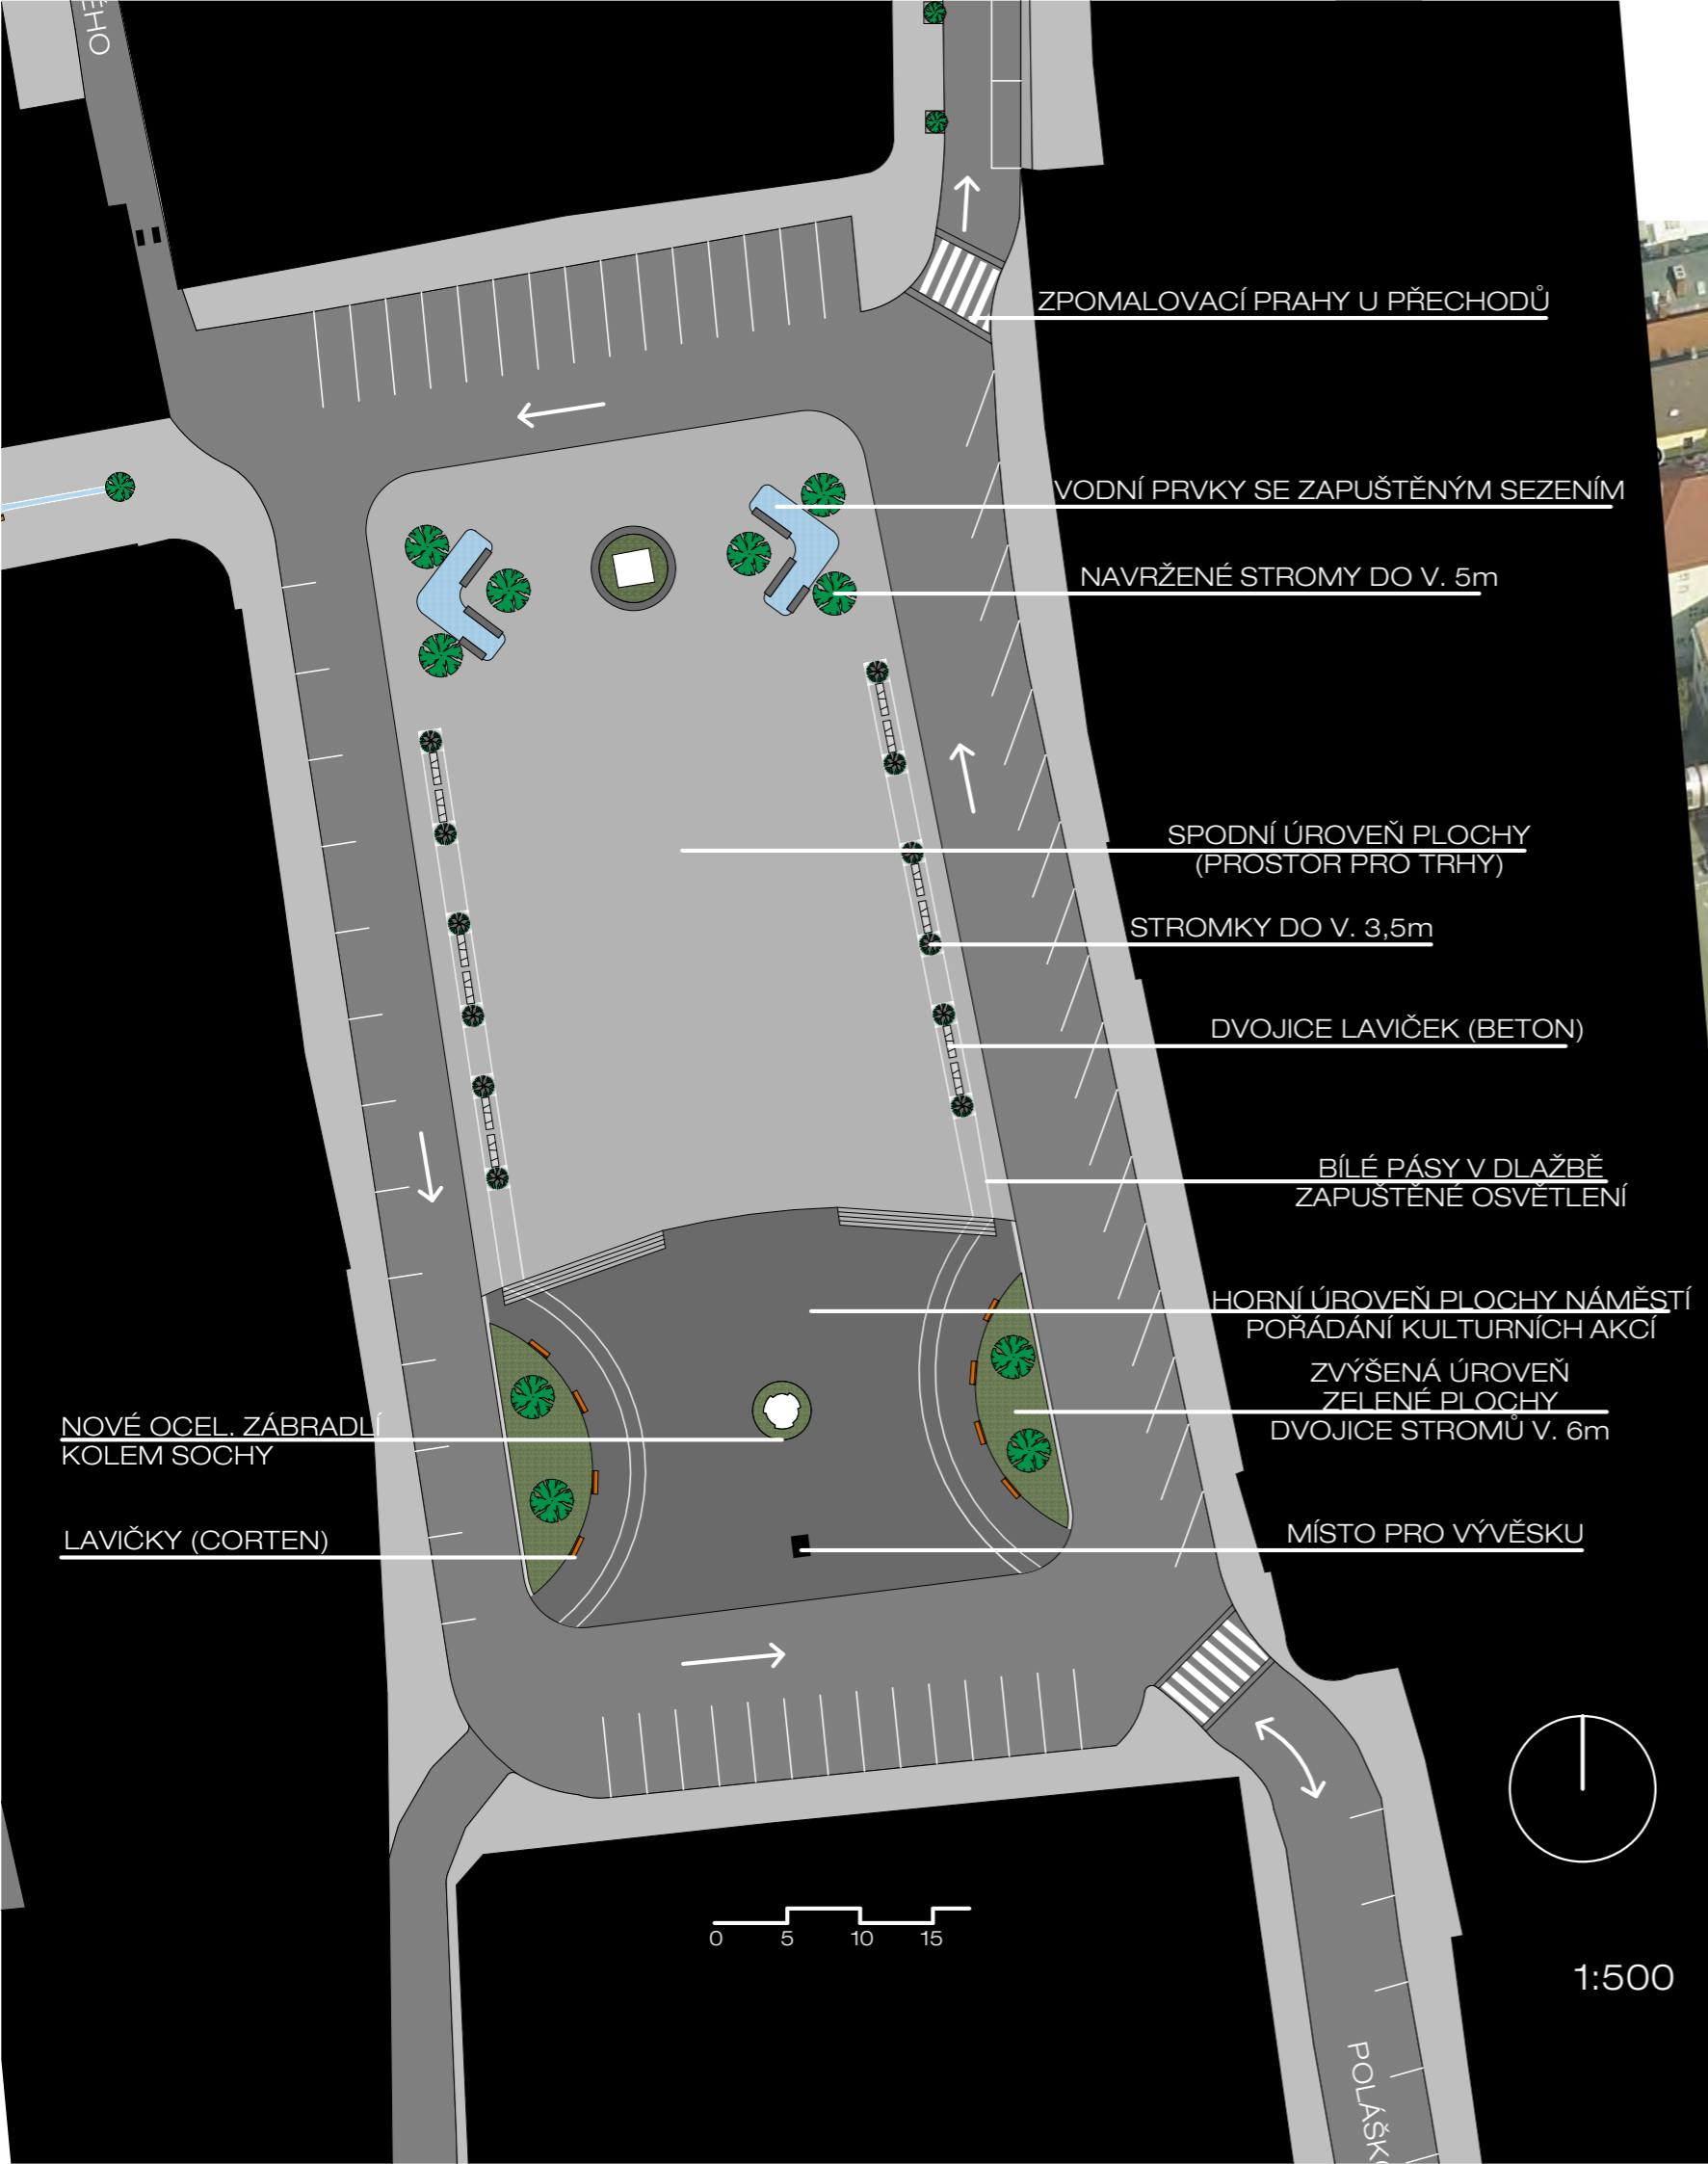 ZPOMALOVACÍ PRAHY U PŘECHODŮ
VODNÍ PRVKY SE ZAPUŠTĚNÝM SEZENÍM
NAVRŽENÉ STROMY DO V. 5m
SPODNÍ ÚROVEŇ PLOCHY
(PROSTOR PRO TRHY)
STROMKY DO V. 3,5m
DVOJICE LAVIČEK (BETON)
BÍLÉ PÁSY V DLAŽBĚ
ZAPUŠTĚNÉ OSVĚTLENÍ
HORNÍ ÚROVEŇ PLOCHY NÁMĚSTÍ
POŘÁDÁNÍ KULTURNÍCH AKCÍ
ZVÝŠENÁ ÚROVEŇ
ZELENÉ PLOCHY
DVOJICE STROMŮ V. 6m
NOVÉ OCEL. ZÁBRADLÍ
KOLEM SOCHY
LAVIČKY (CORTEN)
MÍSTO PRO VÝVĚSKU
0 5 10 15
1:500